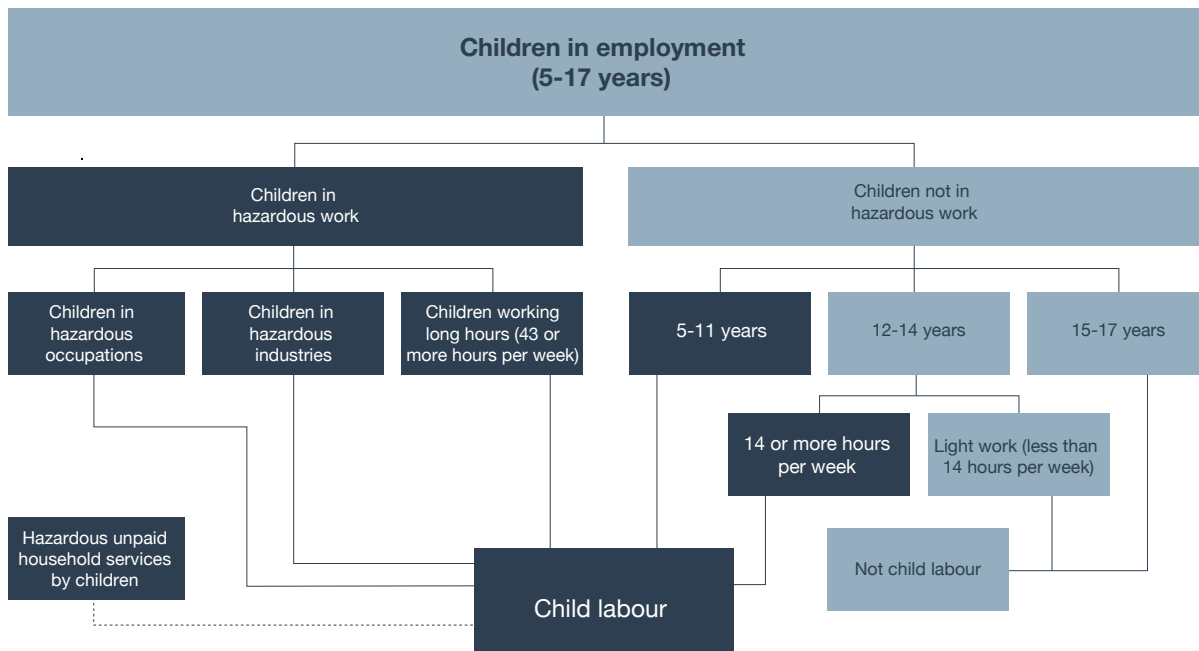 Children in employment
(5-17 years)
Children in
hazardous work
Children not in
hazardous work
Children in
hazardous
occupations
Children in
hazardous
industries
Children working
long hours (43 or
more hours per week)
5-11 years
12-14 years
15-17 years
14 or more hours
per week
Light work (less than
14 hours per week)
Hazardous unpaid
household services
by children
Child labour
Not child labour